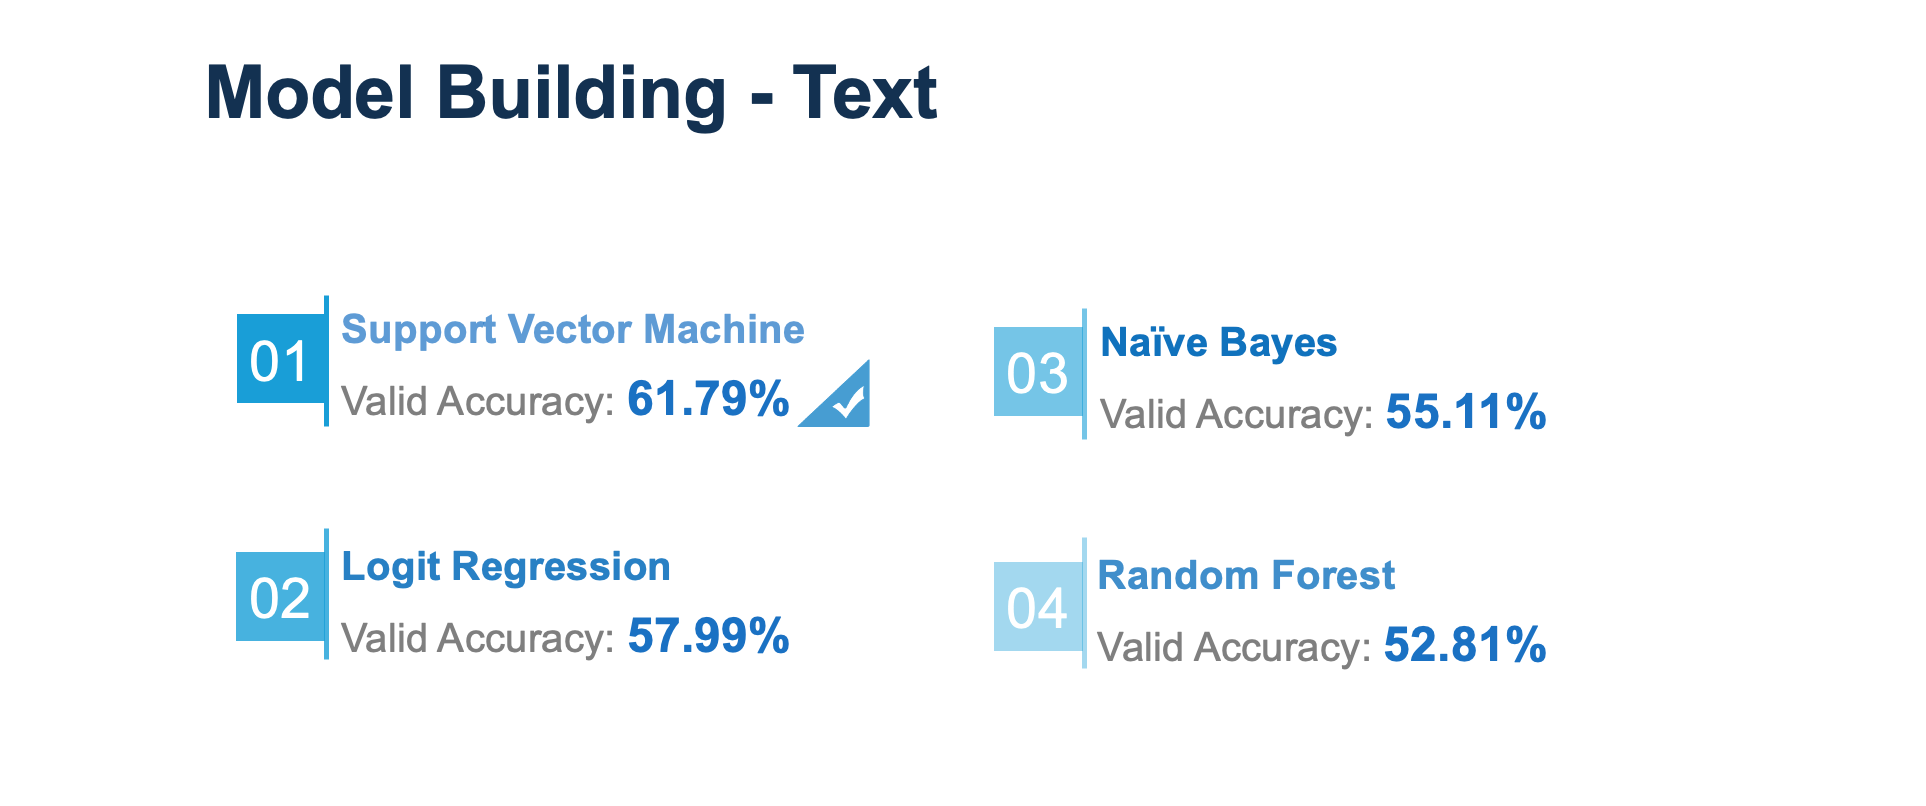 Model Building - Text
01
Support Vector Machine
Valid Accuracy: 61.79%
02
Logit Regression
Valid Accuracy: 57.99%
03
Naïve Bayes
Valid Accuracy: 55.11%
04
Random Forest
Valid Accuracy: 52.81%